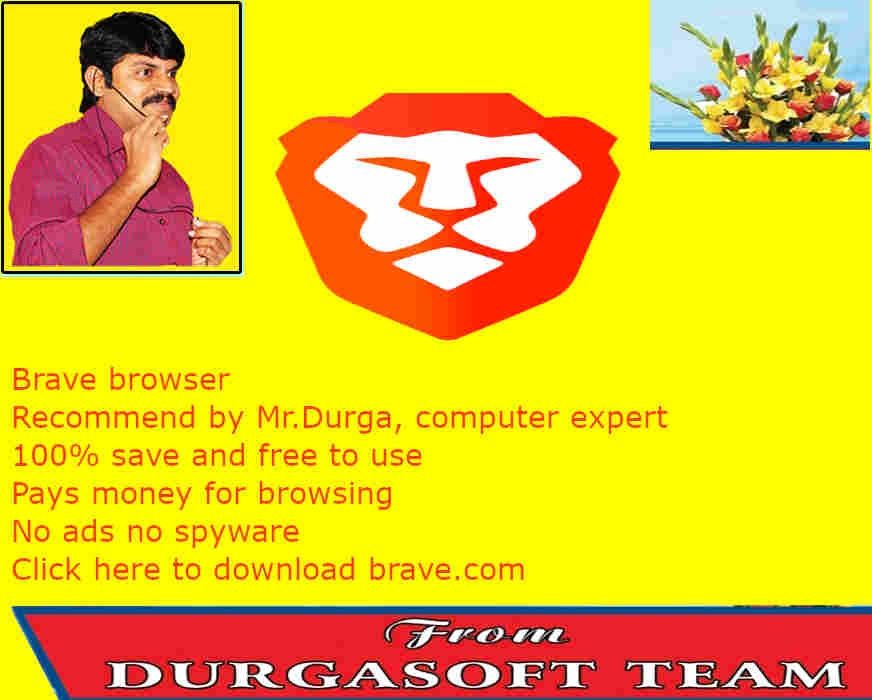 Brave browser
Recommend by Mr.Durga, computer expert
100% save and free to use
Pays money for browsing
No ads no spyware
Click here to download brave.com
From
DURGASOFT TEAM